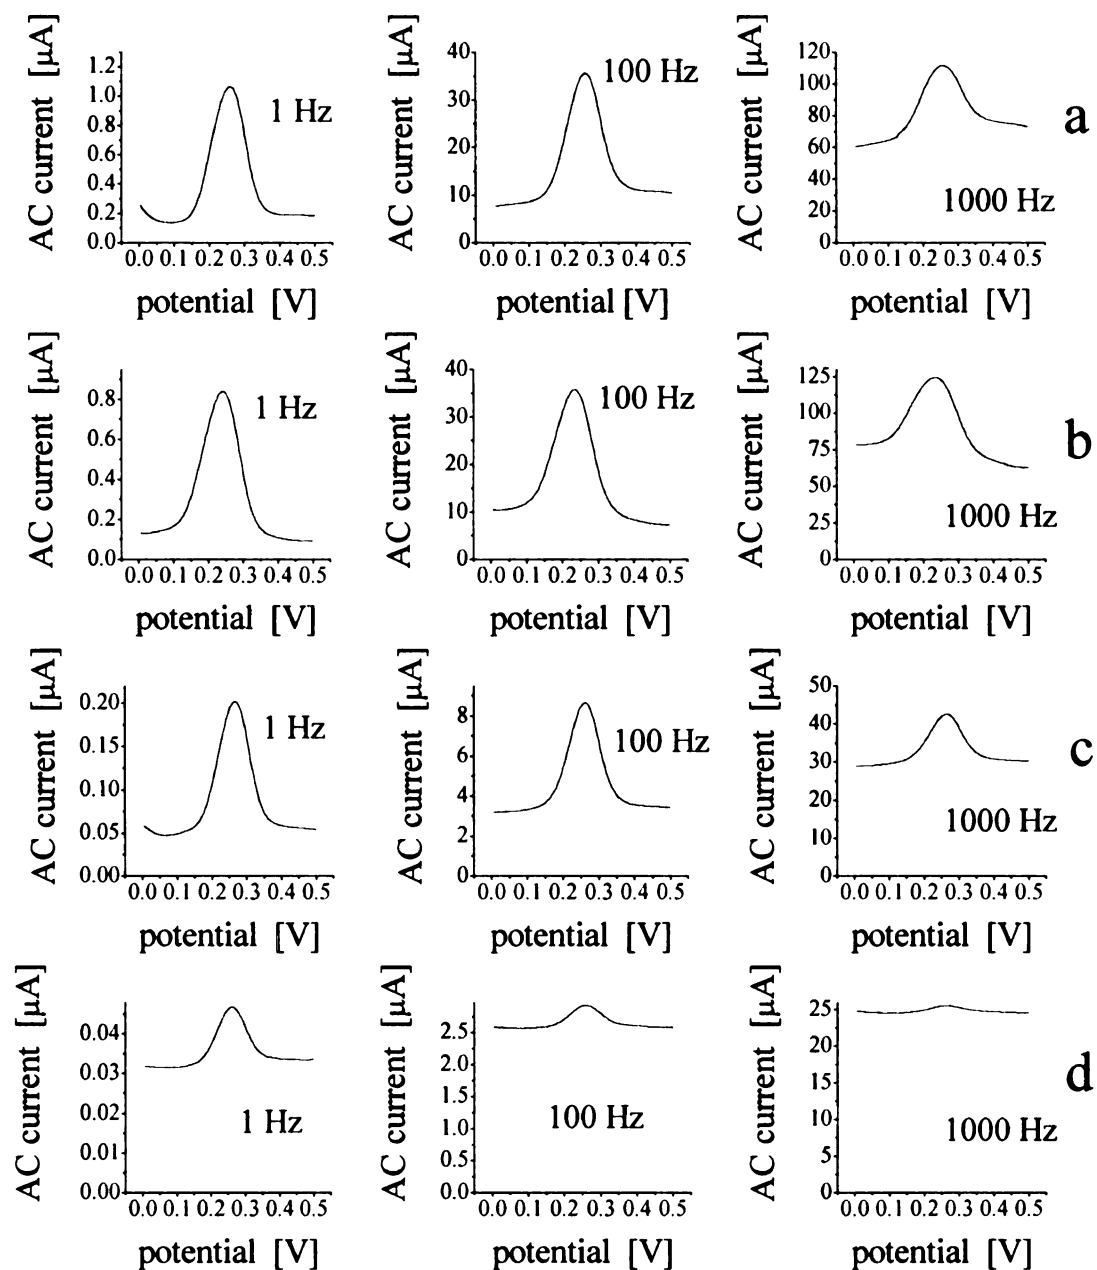 AC current [μA]
1.2
1.0
0.8
0.6
0.4
0.2
0.0
1 Hz
0.0 0.1 0.2 0.3 0.4 0.5
potential [V]
AC current [μA]
40
30
20
10
0
100 Hz
0.0 0.1 0.2 0.3 0.4 0.5
potential [V]
AC current [μA]
120
100
80
60
40
20
0
1000 Hz
0.0 0.1 0.2 0.3 0.4 0.5
potential [V]
a
AC current [μA]
0.8
0.6
0.4
0.2
0.0
1 Hz
0.0 0.1 0.2 0.3 0.4 0.5
potential [V]
AC current [μA]
40
30
20
10
0
100 Hz
0.0 0.1 0.2 0.3 0.4 0.5
potential [V]
AC current [μA]
125
100
75
50
25
0
1000 Hz
0.0 0.1 0.2 0.3 0.4 0.5
potential [V]
b
AC current [μA]
0.20
0.15
0.10
0.05
0.00
1 Hz
0.0 0.1 0.2 0.3 0.4 0.5
potential [V]
AC current [μA]
8
6
4
2
0
100 Hz
0.0 0.1 0.2 0.3 0.4 0.5
potential [V]
AC current [μA]
50
40
30
20
10
0
1000 Hz
0.0 0.1 0.2 0.3 0.4 0.5
potential [V]
c
AC current [μA]
0.04
0.03
0.02
0.01
0.00
1 Hz
0.0 0.1 0.2 0.3 0.4 0.5
potential [V]
AC current [μA]
2.5
2.0
1.5
1.0
0.5
0.0
100 Hz
0.0 0.1 0.2 0.3 0.4 0.5
potential [V]
AC current [μA]
25
20
15
20
5
0
1000 Hz
0.0 0.1 0.2 0.3 0.4 0.5
potential [V]
d